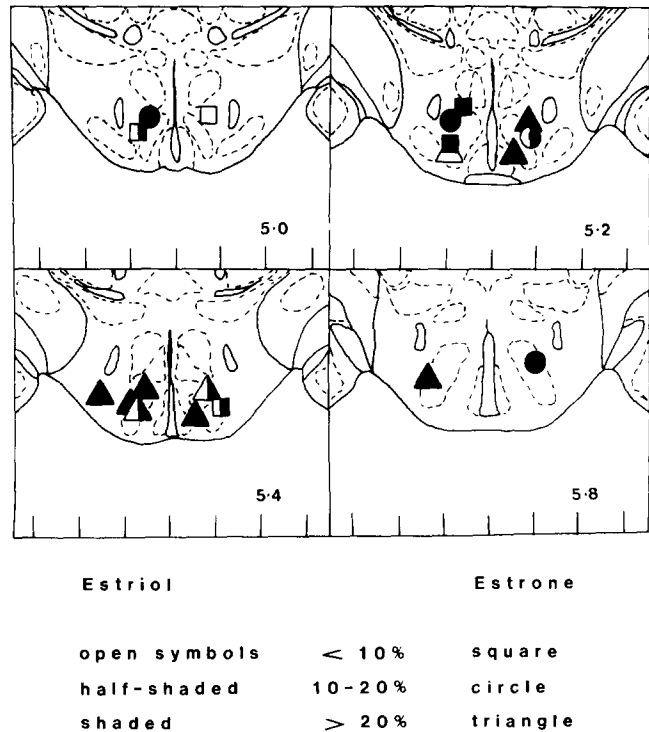 5·0
5·2
5·4
5·8
Estriol Estrone
open symbols < 10% square
half-shaded 10-20% circle
shaded > 20% triangle